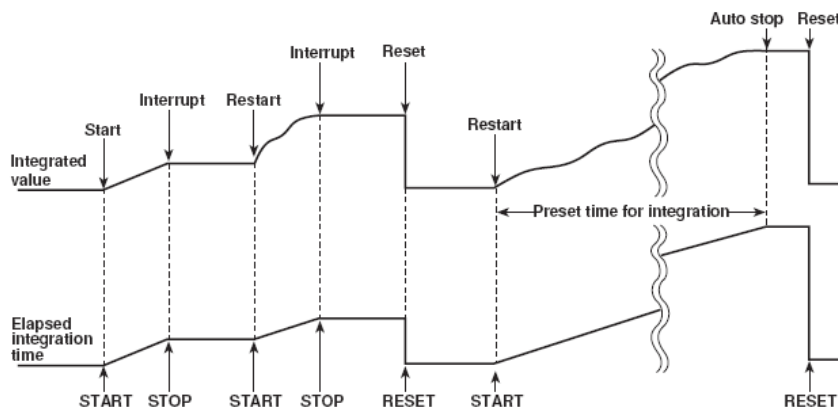 Auto stop Reset
Interrupt Reset
Interrupt Restart
Restart
Start
Integrated
value
Preset time for integration
Elapsed
integration
time
START STOP START STOP RESET START RESET